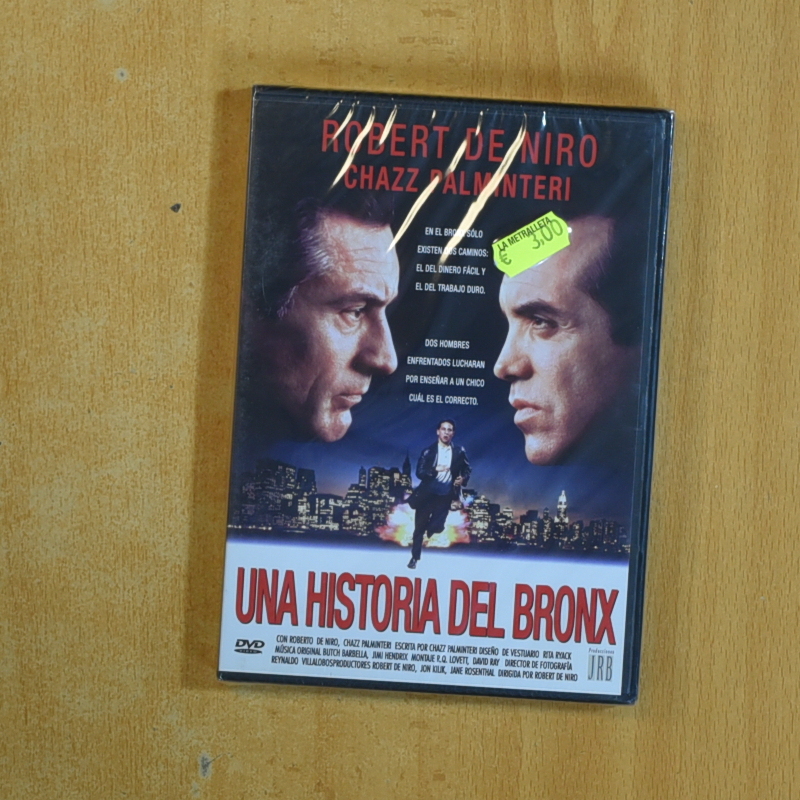 ROBERT DE NIRO
CHAZZ PALMINTERI
LA METRALLETA
€ 3,00
EN EL BRONX SÓLO
EXISTEN DOS CAMINOS:
EL DEL DINERO FÁCIL Y
EL DEL TRABAJO DURO.
DOS HOMBRES
ENFRENTADOS LUCHARAN
POR ENSEÑAR A UN CHICO
CUÁL ES EL CORRECTO.
UNA HISTORIA DEL BRONX
DVD
VIDEO
CON ROBERTO DE NIRO, CHAZZ PALMINTERI ESCRITA POR CHAZZ PALMINTERI DISEÑO DE VESTUARIO RITA RYACK
MÚSICA ORIGINAL BUTCH BARBELLA, JIMI HENDRIX MONTAJE R.Q. LOVETT, DAVID RAY DIRECTOR DE FOTOGRAFÍA
REYNALDO VILLALOBOSPRODUCTORES ROBERT DE NIRO, JON KILIK, JANE ROSENTHAL DIRIGIDA POR ROBERT DE NIRO
Producciones
JRB